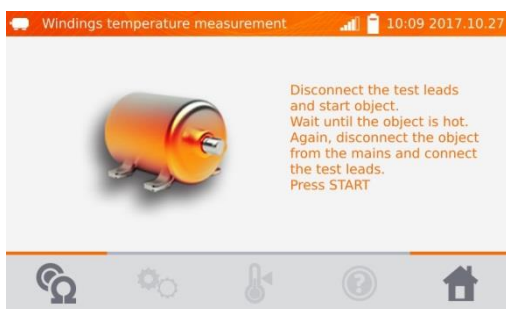 Windings temperature measurement 10:09 2017.10.27
Disconnect the test leads
and start object.
Wait until the object is hot.
Again, disconnect the object
from the mains and connect
the test leads.
Press START